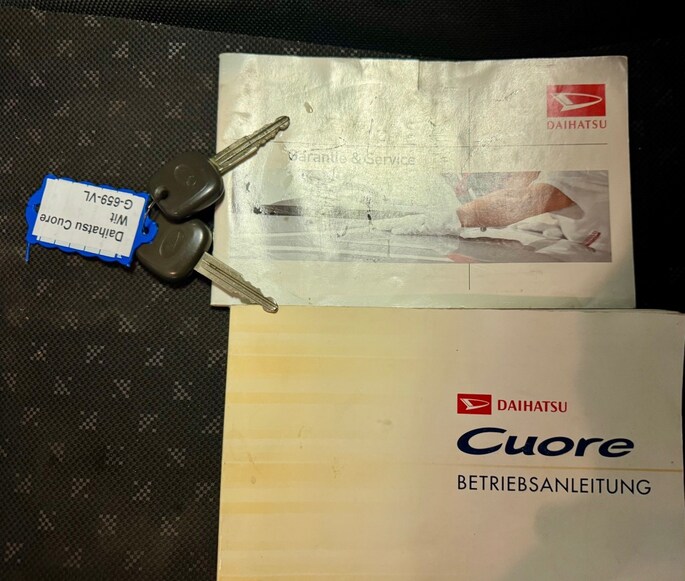 DAIHATSU
Garantie & Service
Daihatsu Cuore
Wit
G-659-VL
DAIHATSU
Cuore
BETRIEBSANLEITUNG